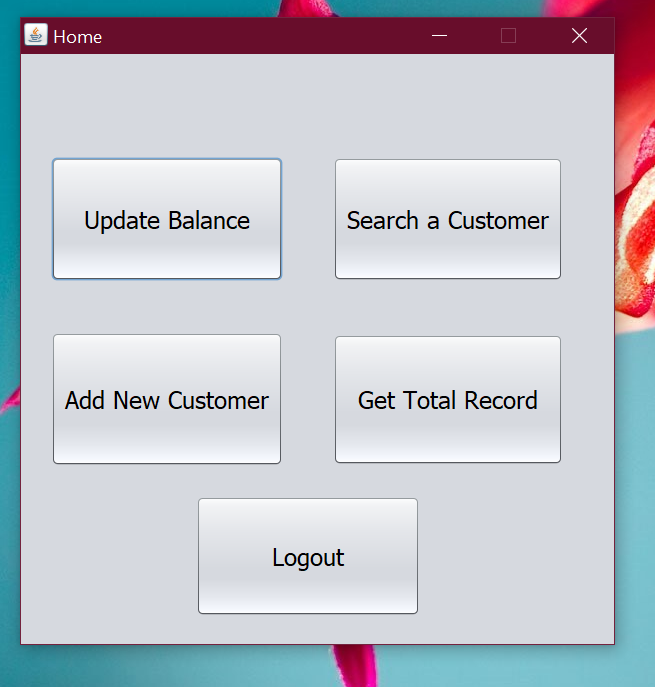 Home
Update Balance
Search a Customer
Add New Customer
Get Total Record
Logout